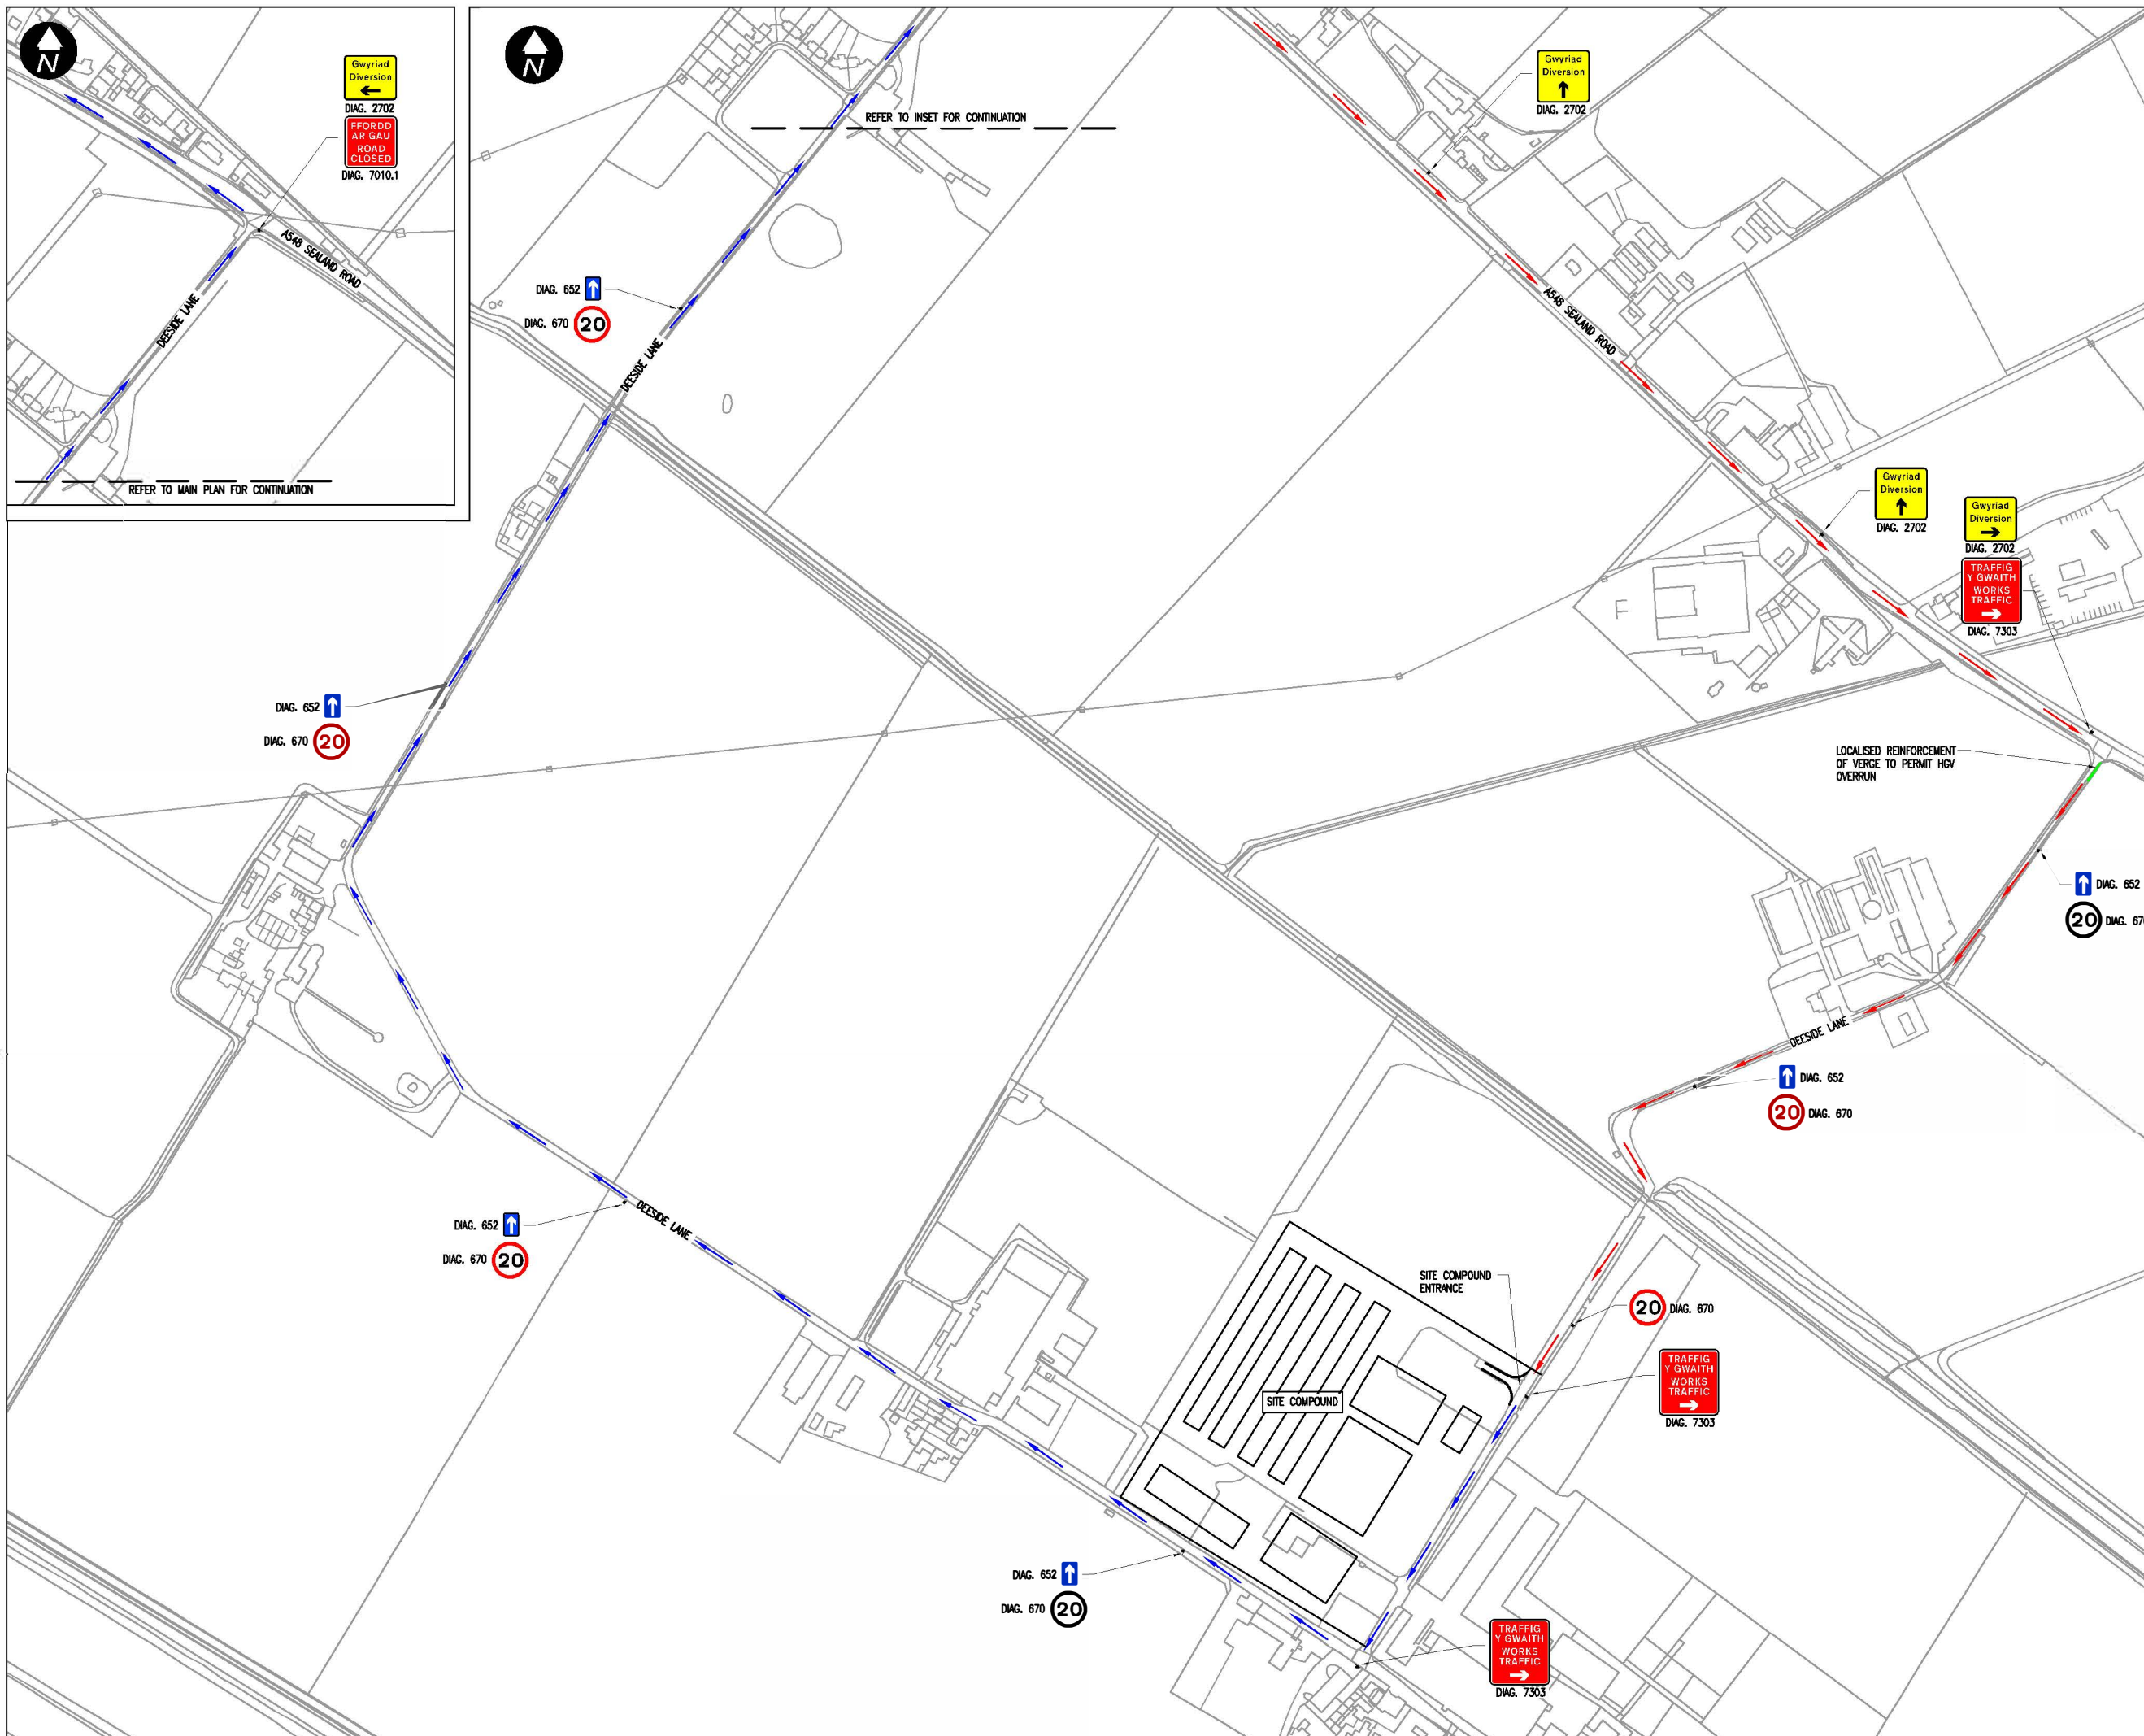 N
Gwyriad
Diversion
DIAG. 2702
FFORDD
AR GAU
ROAD
CLOSED
DIAG. 7010.1
A548 SEALAND ROAD
DEESIDE LANE
REFER TO MAIN PLAN FOR CONTINUATION
N
REFER TO INSET FOR CONTINUATION
Gwyriad
Diversion
DIAG. 2702
DIAG. 652
DIAG. 670 20
DEESIDE LANE
A548 SEALAND ROAD
Gwyriad
Diversion
DIAG. 2702
Gwyriad
Diversion
DIAG. 2702
TRAFFIG
Y GWAITH
WORKS
TRAFFIC
DIAG. 7303
DIAG. 652
DIAG. 670 20
LOCALISED REINFORCEMENT
OF VERGE TO PERMIT HGV
OVERRUN
DIAG. 652
20 DIAG. 67
DEESIDE LANE
DIAG. 652
20 DIAG. 670
DIAG. 652
DIAG. 670 20
DEESIDE LANE
SITE COMPOUND
ENTRANCE
20 DIAG. 670
SITE COMPOUND
TRAFFIG
Y GWAITH
WORKS
TRAFFIC
DIAG. 7303
DIAG. 652
DIAG. 670 20
TRAFFIG
Y GWAITH
WORKS
TRAFFIC
DIAG. 7303